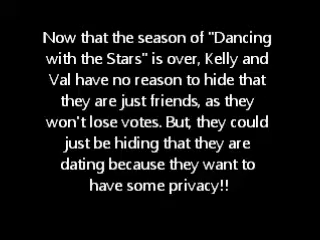 Now that the season of "Dancing
with the Stars" is over, Kelly and
Val have no reason to hide that
they are just friends, as they
won't lose votes. But, they could
just be hiding that they are
dating because they want to
have some privacy!!